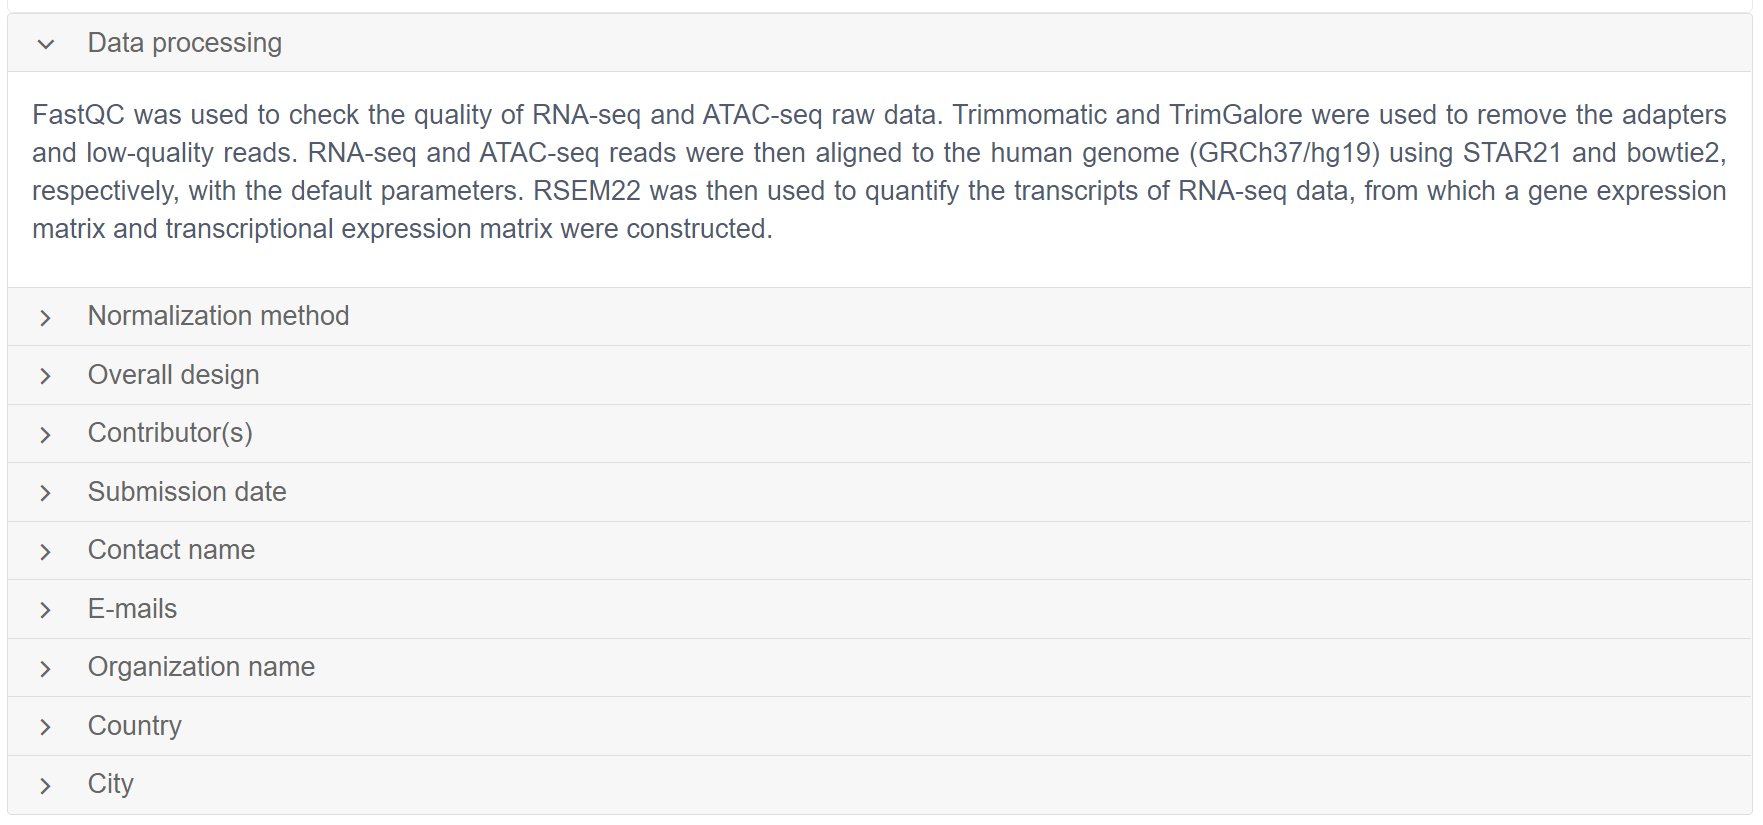 Data processing
FastQC was used to check the quality of RNA-seq and ATAC-seq raw data. Trimmomatic and TrimGalore were used to remove the adapters
and low-quality reads. RNA-seq and ATAC-seq reads were then aligned to the human genome (GRCh37/hg19) using STAR21 and bowtie2,
respectively, with the default parameters. RSEM22 was then used to quantify the transcripts of RNA-seq data, from which a gene expression
matrix and transcriptional expression matrix were constructed.
Normalization method
Overall design
Contributor(s)
Submission date
Contact name
E-mails
Organization name
Country
City